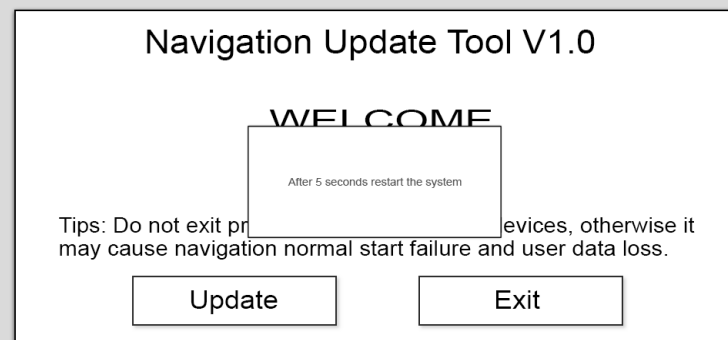 Navigation Update Tool V1.0
WELCOME
After 5 seconds restart the system
Tips: Do not exit evices, otherwise it
may cause navigation normal start failure and user data loss.
Update
Exit